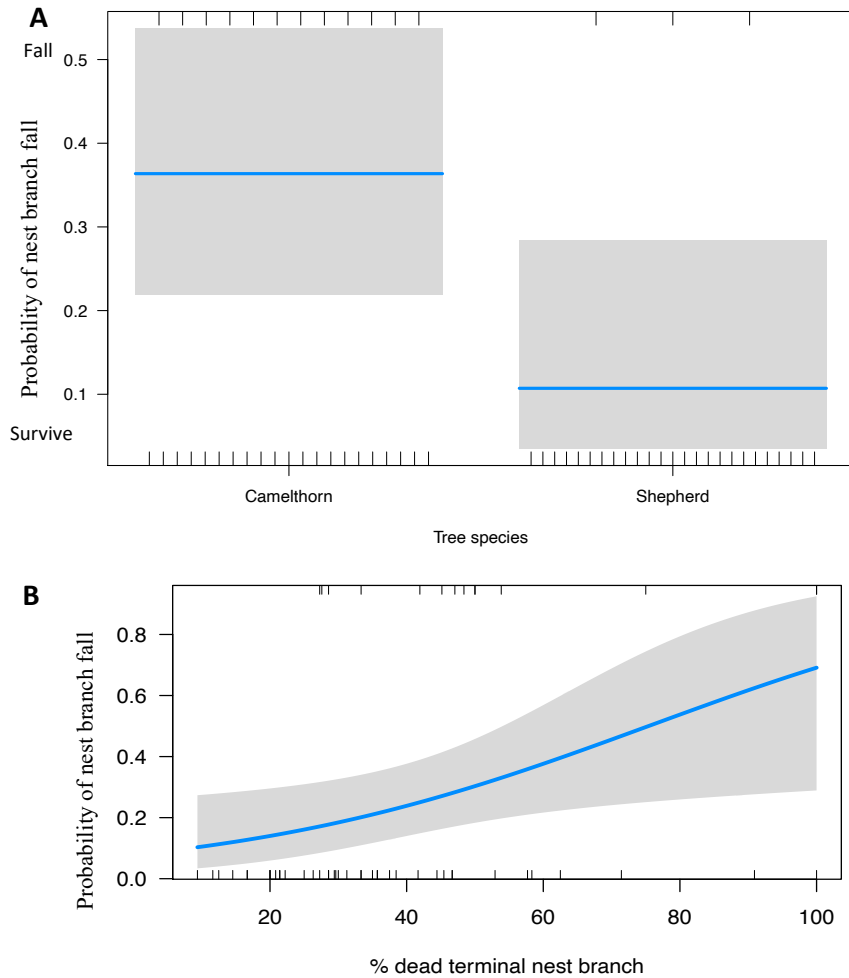 A
Fall
0.5
0.4
0.3
0.2
0.1
Survive
Probability of nest branch fall
Camelthorn Shepherd
Tree species
B
0.8
0.6
0.4
0.2
0.0
Probability of nest branch fall
20 40 60 80 100
% dead terminal nest branch